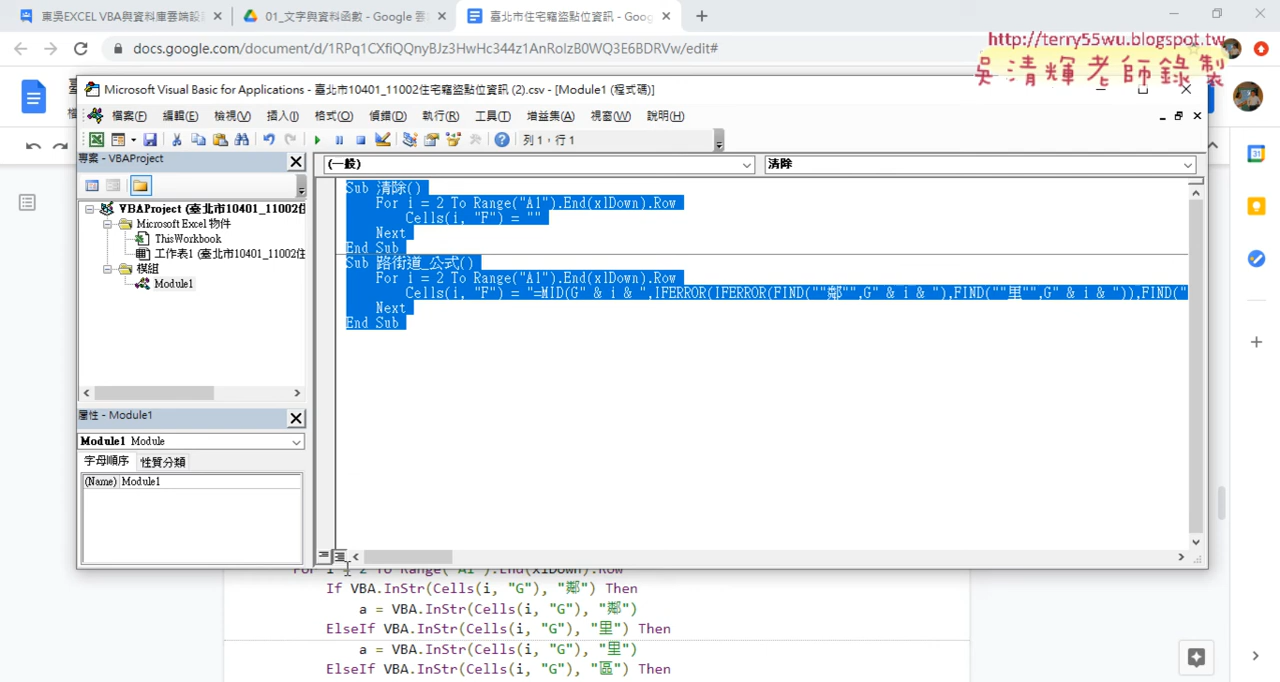 東吳EXCEL VBA與資料庫雲端設
01_文字與資料函數 - Google 雲
臺北市住宅竊盜點位資訊 - Goog
docs.google.com/document/d/1RPq1CXfiQQnyBJz3HwHc344z1AnRolzB0WQ3E6BDRVw/edit#
http://terry55wu.blogspot.tw
吳清輝老師錄製
Microsoft Visual Basic for Applications - 臺北市10401_11002住宅竊盜點位資訊 (2).csv - [Module1 (程式碼)]
檔案(F) 編輯(E) 檢視(V) 插入(I) 格式(O) 偵錯(D) 執行(R) 工具(T) 增益集(A) 視窗(W) 說明(H)
列 1，行 1
專案 - VBAProject
(一般)
清除
VBAProject (臺北市10401_11002住
Microsoft Excel 物件
ThisWorkbook
工作表1 (臺北市10401_11002住
模組
Module1
Sub 清除()
For i = 2 To Range("A1").End(xlDown).Row
Cells(i, "F") = ""
Next
End Sub
Sub 路街道_公式()
For i = 2 To Range("A1").End(xlDown).Row
Cells(i, "F") = "=MID(G" & i & ",IFERROR(IFERROR(FIND(""鄰"",G" & i & "),FIND(""里"",G" & i & ")),FIND("
Next
End Sub
屬性 - Module1
Module1 Module
字母順序 性質分類
(Name) Module1
For i = 2 To Range("A1").End(xlDown).Row
If VBA.InStr(Cells(i, "G"), "鄰") Then
a = VBA.InStr(Cells(i, "G"), "鄰")
ElseIf VBA.InStr(Cells(i, "G"), "里") Then
a = VBA.InStr(Cells(i, "G"), "里")
ElseIf VBA.InStr(Cells(i, "G"), "區") Then